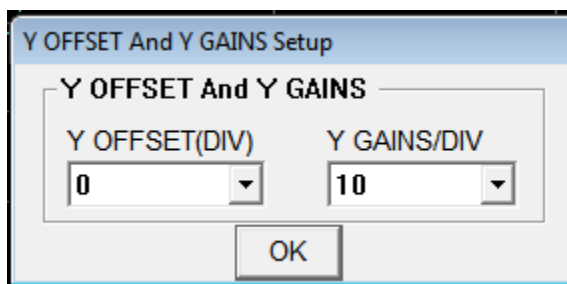 Y OFFSET And Y GAINS Setup
Y OFFSET And Y GAINS
Y OFFSET(DIV) Y GAINS/DIV
0 10
OK